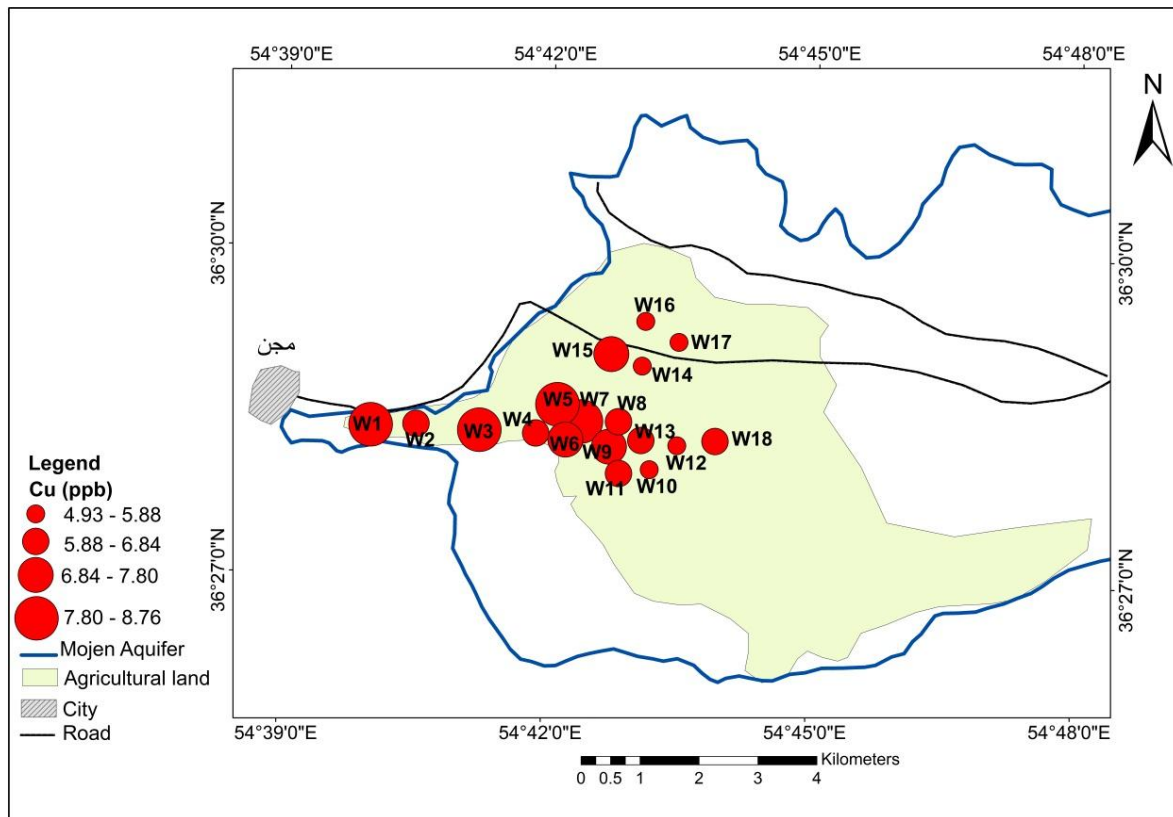 54°39'0"E 54°42'0"E 54°45'0"E 54°48'0"E
N
36°30'0"N
36°30'0"N
W16
W17
W15
W14
مجن
W5
W7
W8
W1
W2
W3
W4
W6
W13
W18
W9
W12
W11
W10
Legend
Cu (ppb)
4.93 - 5.88
5.88 - 6.84
6.84 - 7.80
7.80 - 8.76
Mojen Aquifer
Agricultural land
City
Road
36°27'0"N
36°27'0"N
54°39'0"E 54°42'0"E 54°45'0"E 54°48'0"E
Kilometers
0 0.5 1 2 3 4